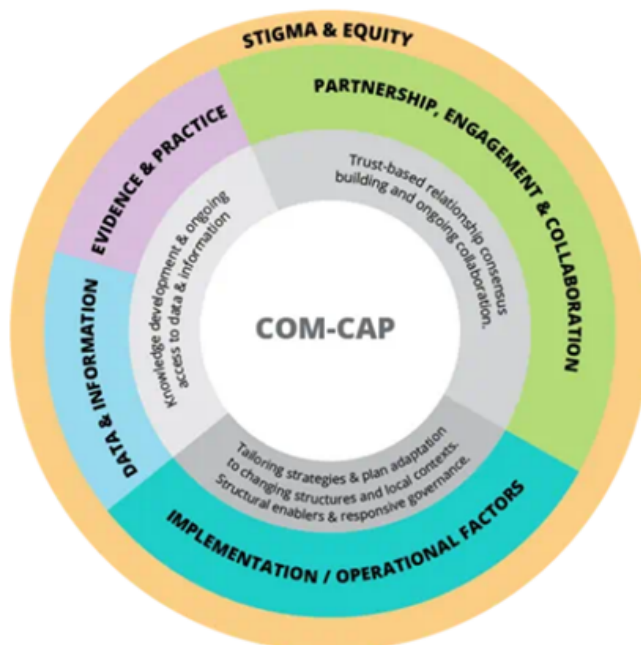 STIGMA & EQUITY
PARTNERSHIP, ENGAGEMENT & COLLABORATION
EVIDENCE & PRACTICE
DATA & INFORMATION
IMPLEMENTATION / OPERATIONAL FACTORS
Trust-based relationship consensus
building and ongoing collaboration.
Knowledge development & ongoing
access to data & information
Tailoring strategies & plan adaptation
to changing structures and local contexts.
Structural enablers & responsive governance.
COM-CAP